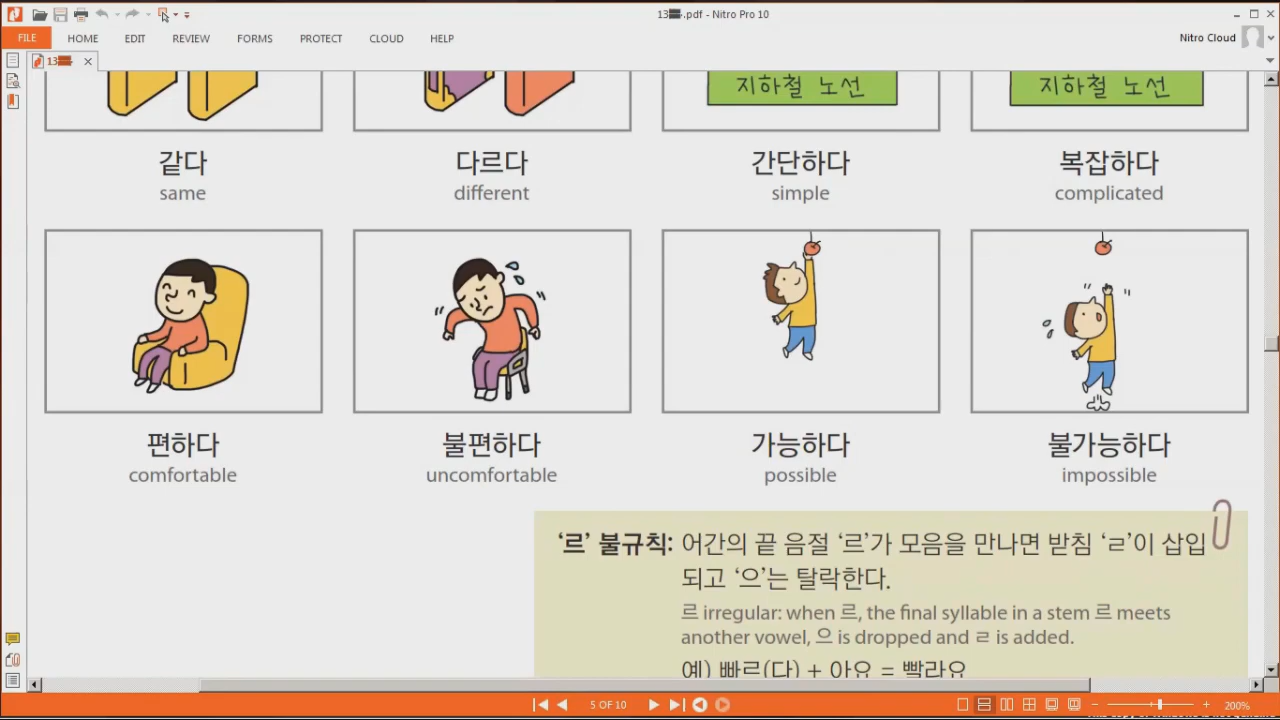 13 .pdf - Nitro Pro 10
FILE HOME EDIT REVIEW FORMS PROTECT CLOUD HELP Nitro Cloud
13
지하철 노선 지하철 노선
같다 다르다 간단하다 복잡하다
same different simple complicated
편하다 불편하다 가능하다 불가능하다
comfortable uncomfortable possible impossible
‘르’ 불규칙: 어간의 끝 음절 ‘르’가 모음을 만나면 받침 ‘ㄹ’이 삽입
되고 ‘으’는 탈락한다.
르 irregular: when 르, the final syllable in a stem 르 meets
another vowel, 으 is dropped and ㄹ is added.
예) 빠르(다) + 아요 = 빨라요
5 OF 10 200%